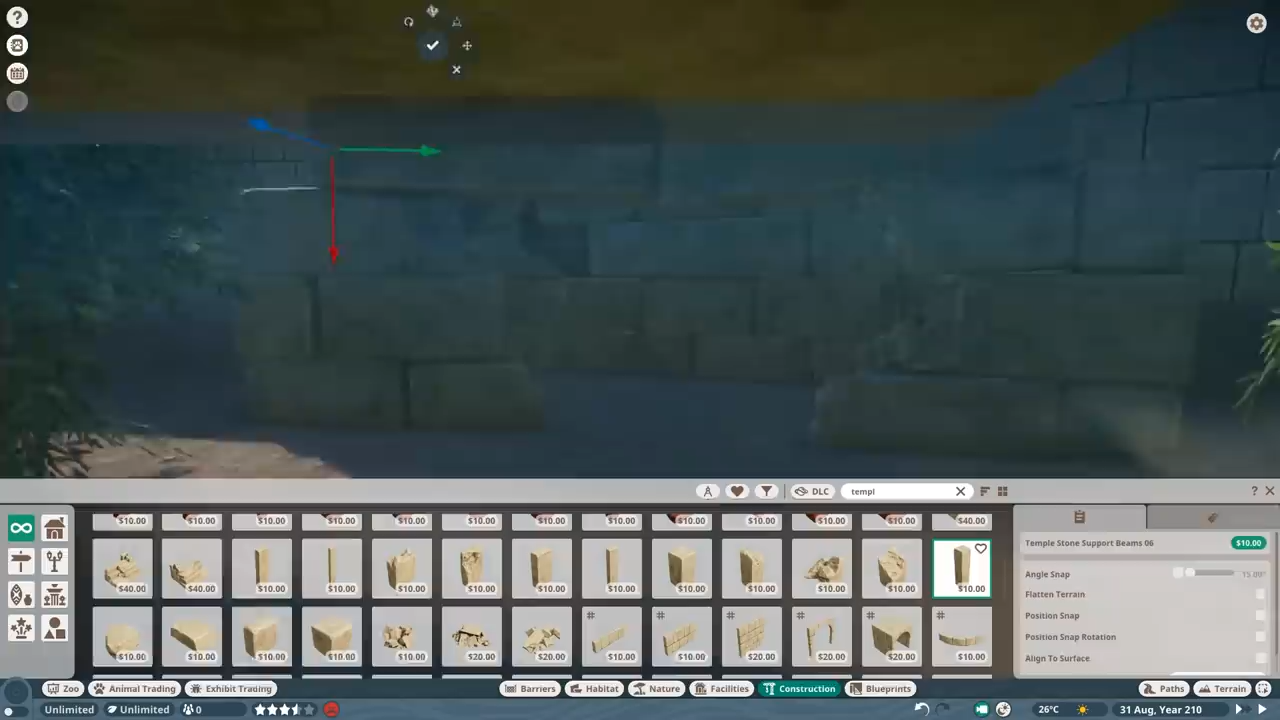 ?
DLC
templ
?
$10.00 $10.00 $10.00 $10.00 $10.00 $10.00 $10.00 $10.00 $10.00 $10.00 $10.00 $10.00 $40.00
$40.00 $40.00 $10.00 $10.00 $10.00 $10.00 $10.00 $10.00 $10.00 $10.00 $10.00 $10.00 $10.00
$10.00 $10.00 $10.00 $10.00 $10.00 $20.00 $20.00 $10.00 $10.00 $20.00 $20.00 $20.00 $10.00
Temple Stone Support Beams 06 $10.00
Angle Snap 15.00°
Flatten Terrain
Position Snap
Position Snap Rotation
Align To Surface
Zoo Animal Trading Exhibit Trading Barriers Habitat Nature Facilities Construction Blueprints Paths Terrain
Unlimited Unlimited 0 26°C 31 Aug, Year 210